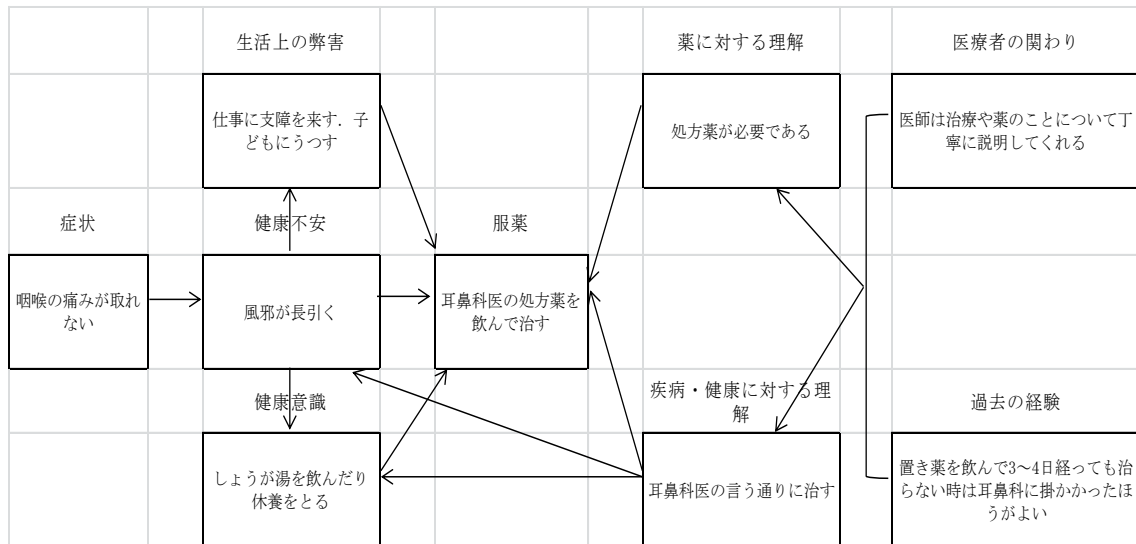 生活上の弊害
薬に対する理解
医療者の関わり
仕事に支障を来す．子
どもにうつす
処方薬が必要である
医師は治療や薬のことについて丁
寧に説明してくれる
症状
健康不安
服薬
咽喉の痛みが取れ
ない
風邪が長引く
耳鼻科医の処方薬を
飲んで治す
健康意識
疾病・健康に対する理
解
過去の経験
しょうが湯を飲んだり
休養をとる
耳鼻科医の言う通りに治す
置き薬を飲んで3～4日経っても治
らない時は耳鼻科に掛かかったほ
うがよい